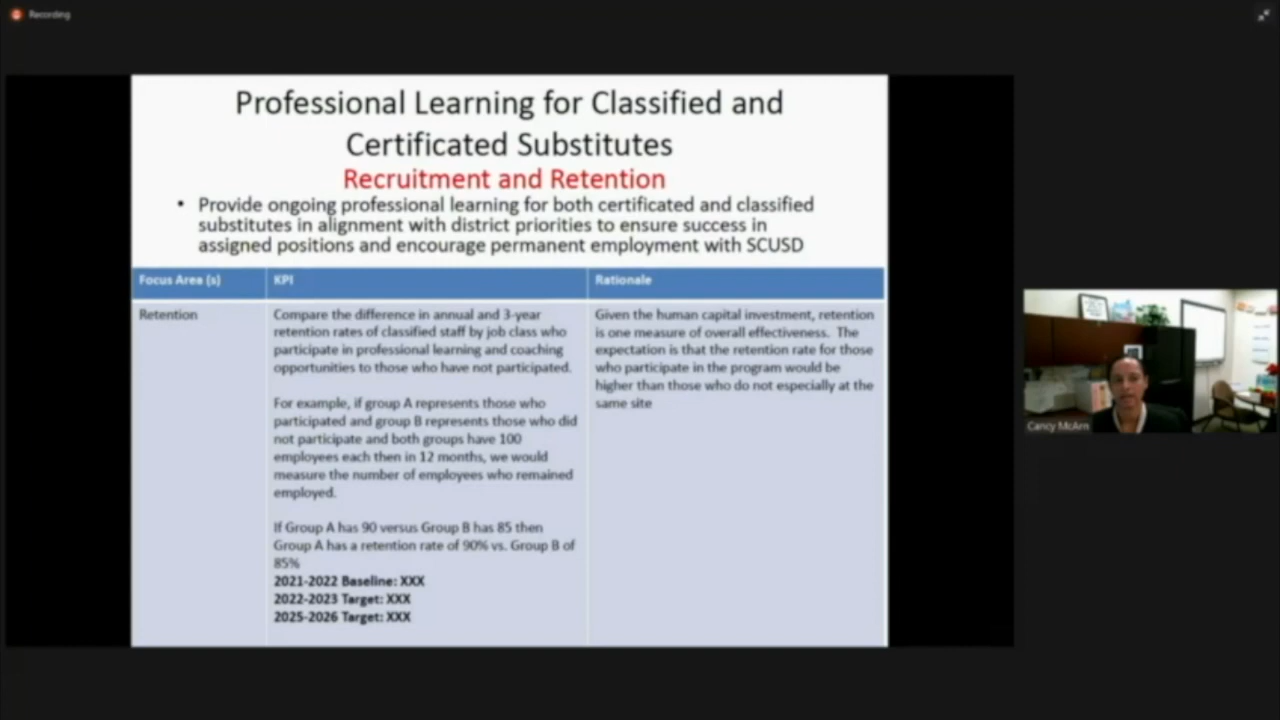 Recording
Professional Learning for Classified and
Certificated Substitutes
Recruitment and Retention
• Provide ongoing professional learning for both certificated and classified
substitutes in alignment with district priorities to ensure success in
assigned positions and encourage permanent employment with SCUSD
Focus Area (s)
KPI
Rationale
Retention
Compare the difference in annual and 3-year
retention rates of classified staff by job class who
participate in professional learning and coaching
opportunities to those who have not participated.
For example, if group A represents those who
participated and group B represents those who did
not participate and both groups have 100
employees each then in 12 months, we would
measure the number of employees who remained
employed.
If Group A has 90 versus Group B has 85 then
Group A has a retention rate of 90% vs. Group B of
85%
2021-2022 Baseline: XXX
2022-2023 Target: XXX
2025-2026 Target: XXX
Given the human capital investment, retention
is one measure of overall effectiveness. The
expectation is that the retention rate for those
who participate in the program would be
higher than those who do not especially at the
same site
Cancy McArn